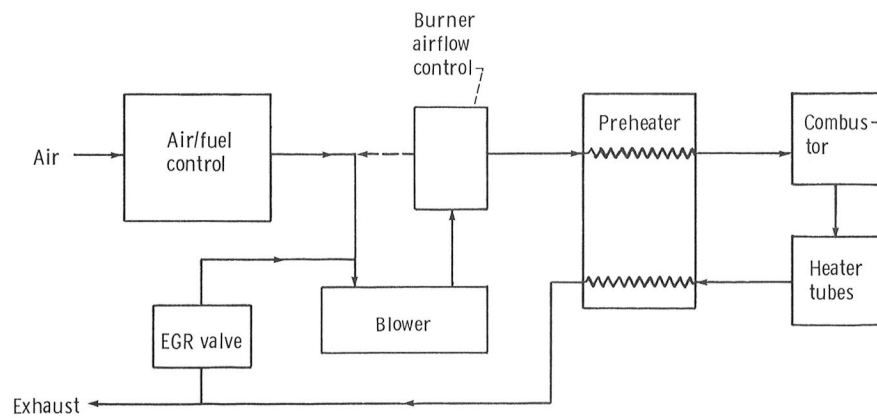 Burner
airflow
control
Air
Air/fuel
control
Preheater
Combus-
tor
Heater
tubes
Blower
EGR valve
Exhaust